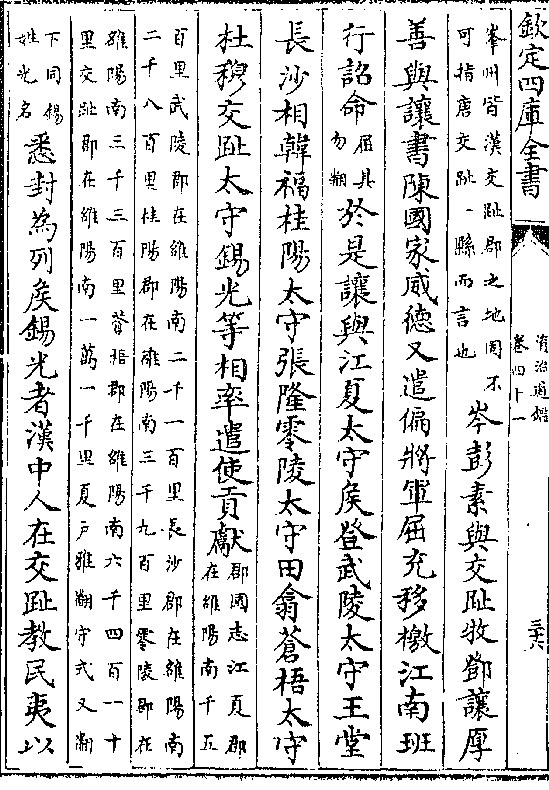 欽定四庫全書
資治通鑑
卷四十一
三十六
峯州皆漢交趾郡之地固不
可指唐交趾一縣而言也
岑彭素與交趾牧鄧讓厚
善與讓書陳國家威德又遣偏將軍屈充移檄江南班
行詔命
屈其
勿翻
於是讓與江夏太守侯登武陵太守王堂
長沙相韓福桂陽太守張隆零陵太守田翕蒼梧太守
杜穆交趾太守錫光等相率遣使貢獻
郡國志江夏郡
在雒陽南千五
百里武陵郡在雒陽南二千一百里長沙郡在雒陽南
二千八百里桂陽郡在雒陽南三千九百里零陵郡在
雒陽南三千三百里蒼梧郡在雒陽南六千四百一十
里交趾郡在雒陽南一萬一千里夏戶雅翻守式又翻
下同錫
姓光名
悉封為列侯錫光者漢中人在交趾教民夷以